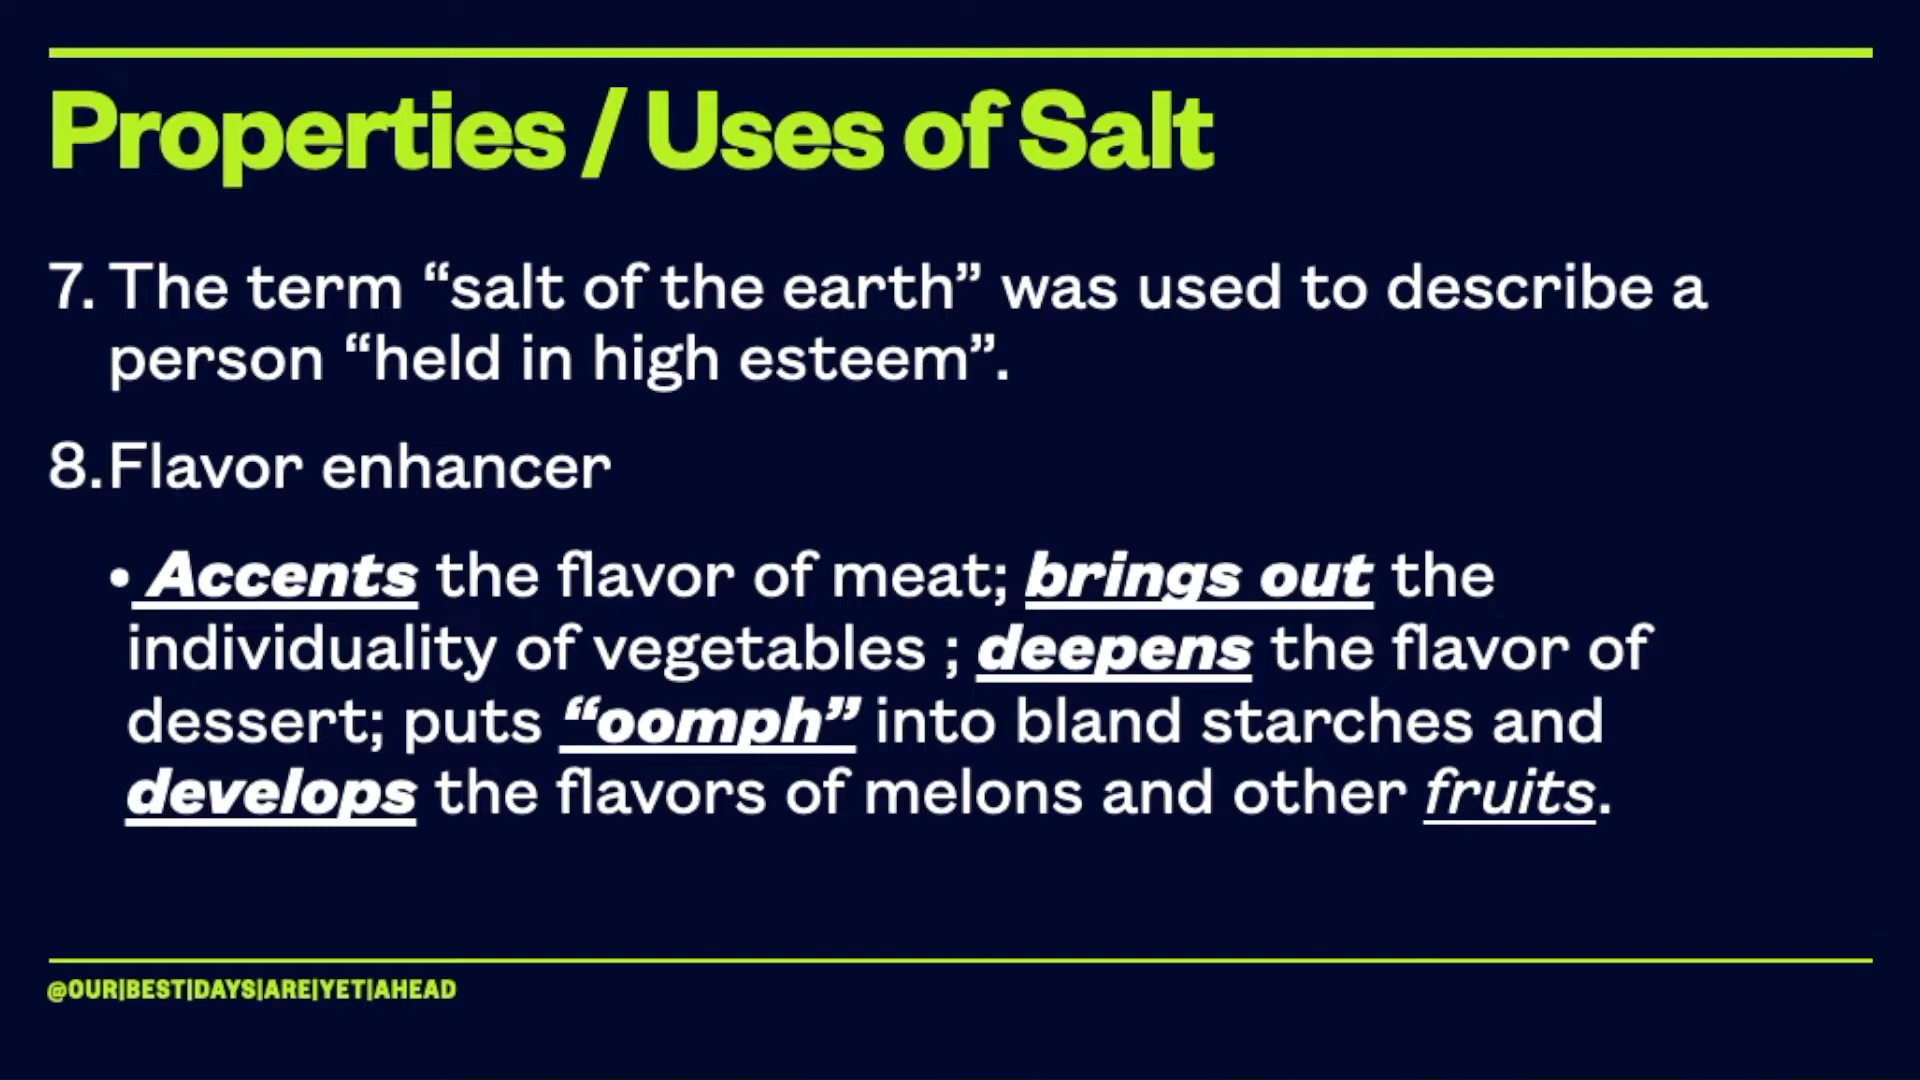 Properties / Uses of Salt
7. The term “salt of the earth” was used to describe a
person “held in high esteem”.
8. Flavor enhancer
• Accents the flavor of meat; brings out the
individuality of vegetables ; deepens the flavor of
dessert; puts “oomph” into bland starches and
develops the flavors of melons and other fruits.
@OUR|BEST|DAYS|ARE|YET|AHEAD